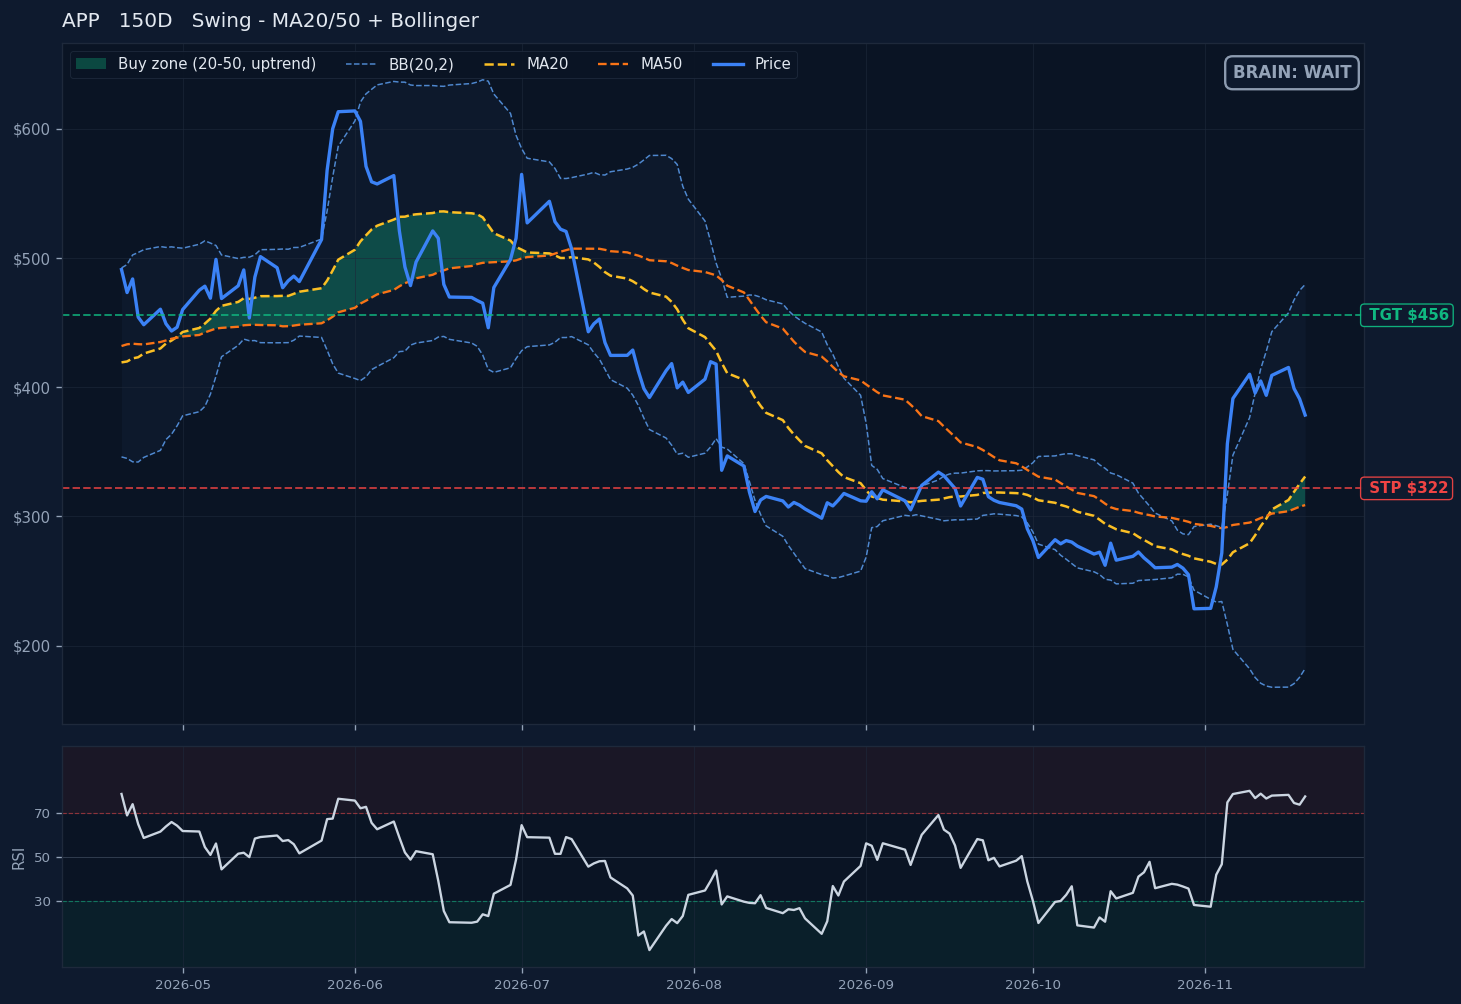 APP   150D   Swing - MA20/50 + Bollinger
Buy zone (20-50, uptrend)   BB(20,2)   MA20   MA50   Price
BRAIN: WAIT
$600
$500
TGT $456
$400
STP $322
$300
$200
70
50
30
RSI
2026-05   2026-06   2026-07   2026-08   2026-09   2026-10   2026-11